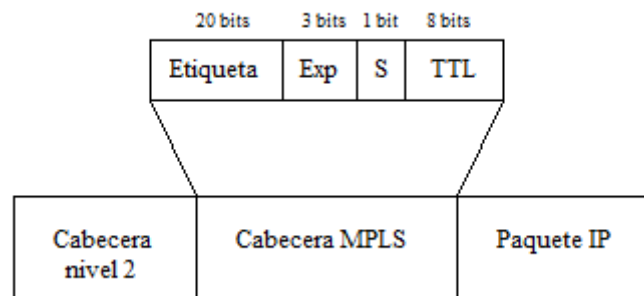 20 bits 3 bits 1 bit 8 bits
Etiqueta Exp S TTL
Cabecera
nivel 2
Cabecera MPLS
Paquete IP